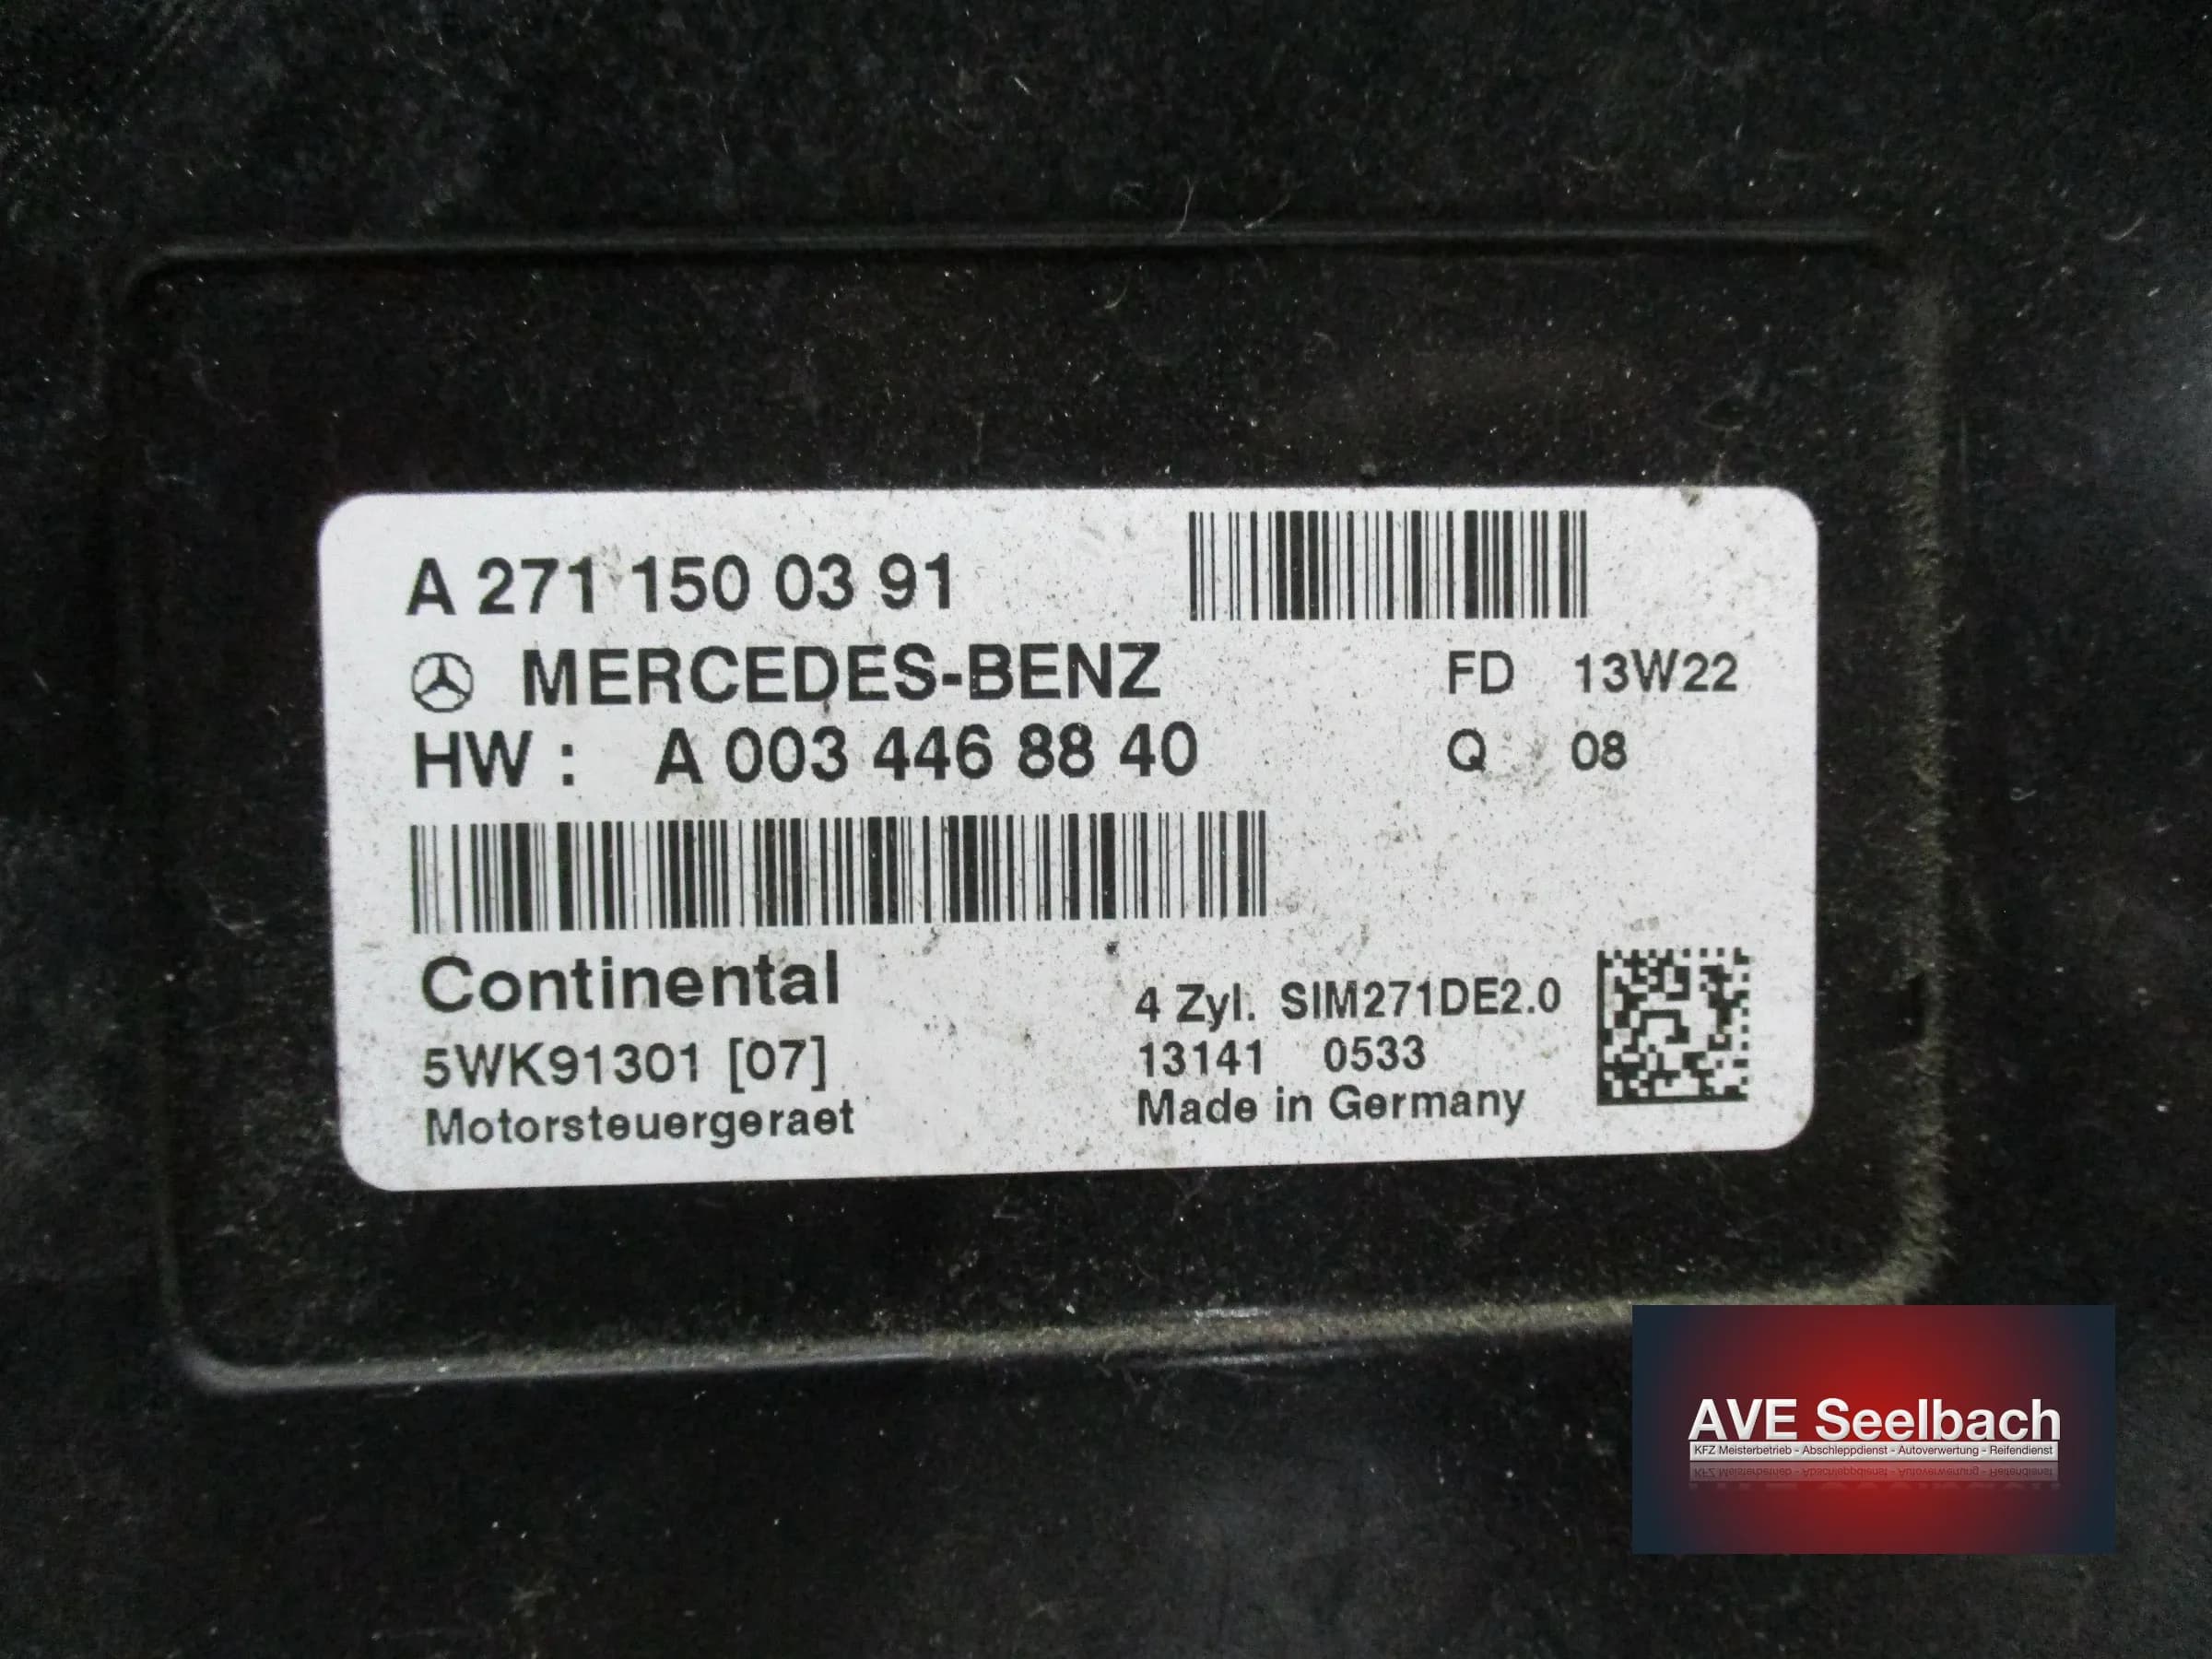 A 271 150 03 91
MERCEDES-BENZ FD 13W22
HW : A 003 446 88 40 Q 08
Continental
4 Zyl. SIM271DE2.0
5WK91301 [07] 13141 0533
Motorsteuergeraet Made in Germany
AVE Seelbach
KFZ Meisterbetrieb - Abschleppdienst - Autoverwertung - Reifendienst